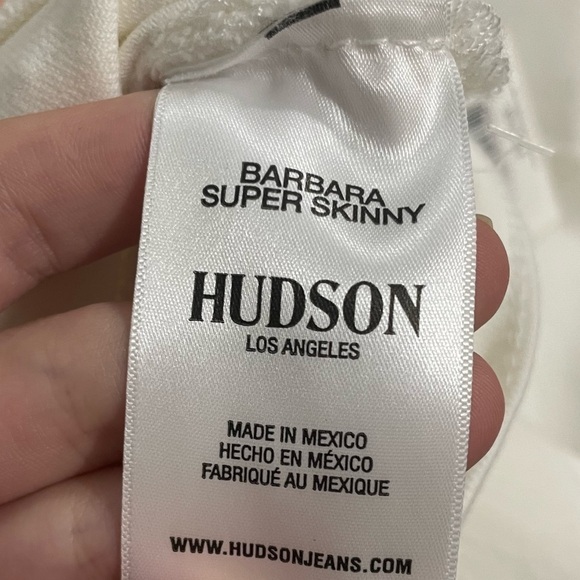 BARBARA
SUPER SKINNY
HUDSON
LOS ANGELES
MADE IN MEXICO
HECHO EN MÉXICO
FABRIQUÉ AU MEXIQUE
WWW.HUDSONJEANS.COM